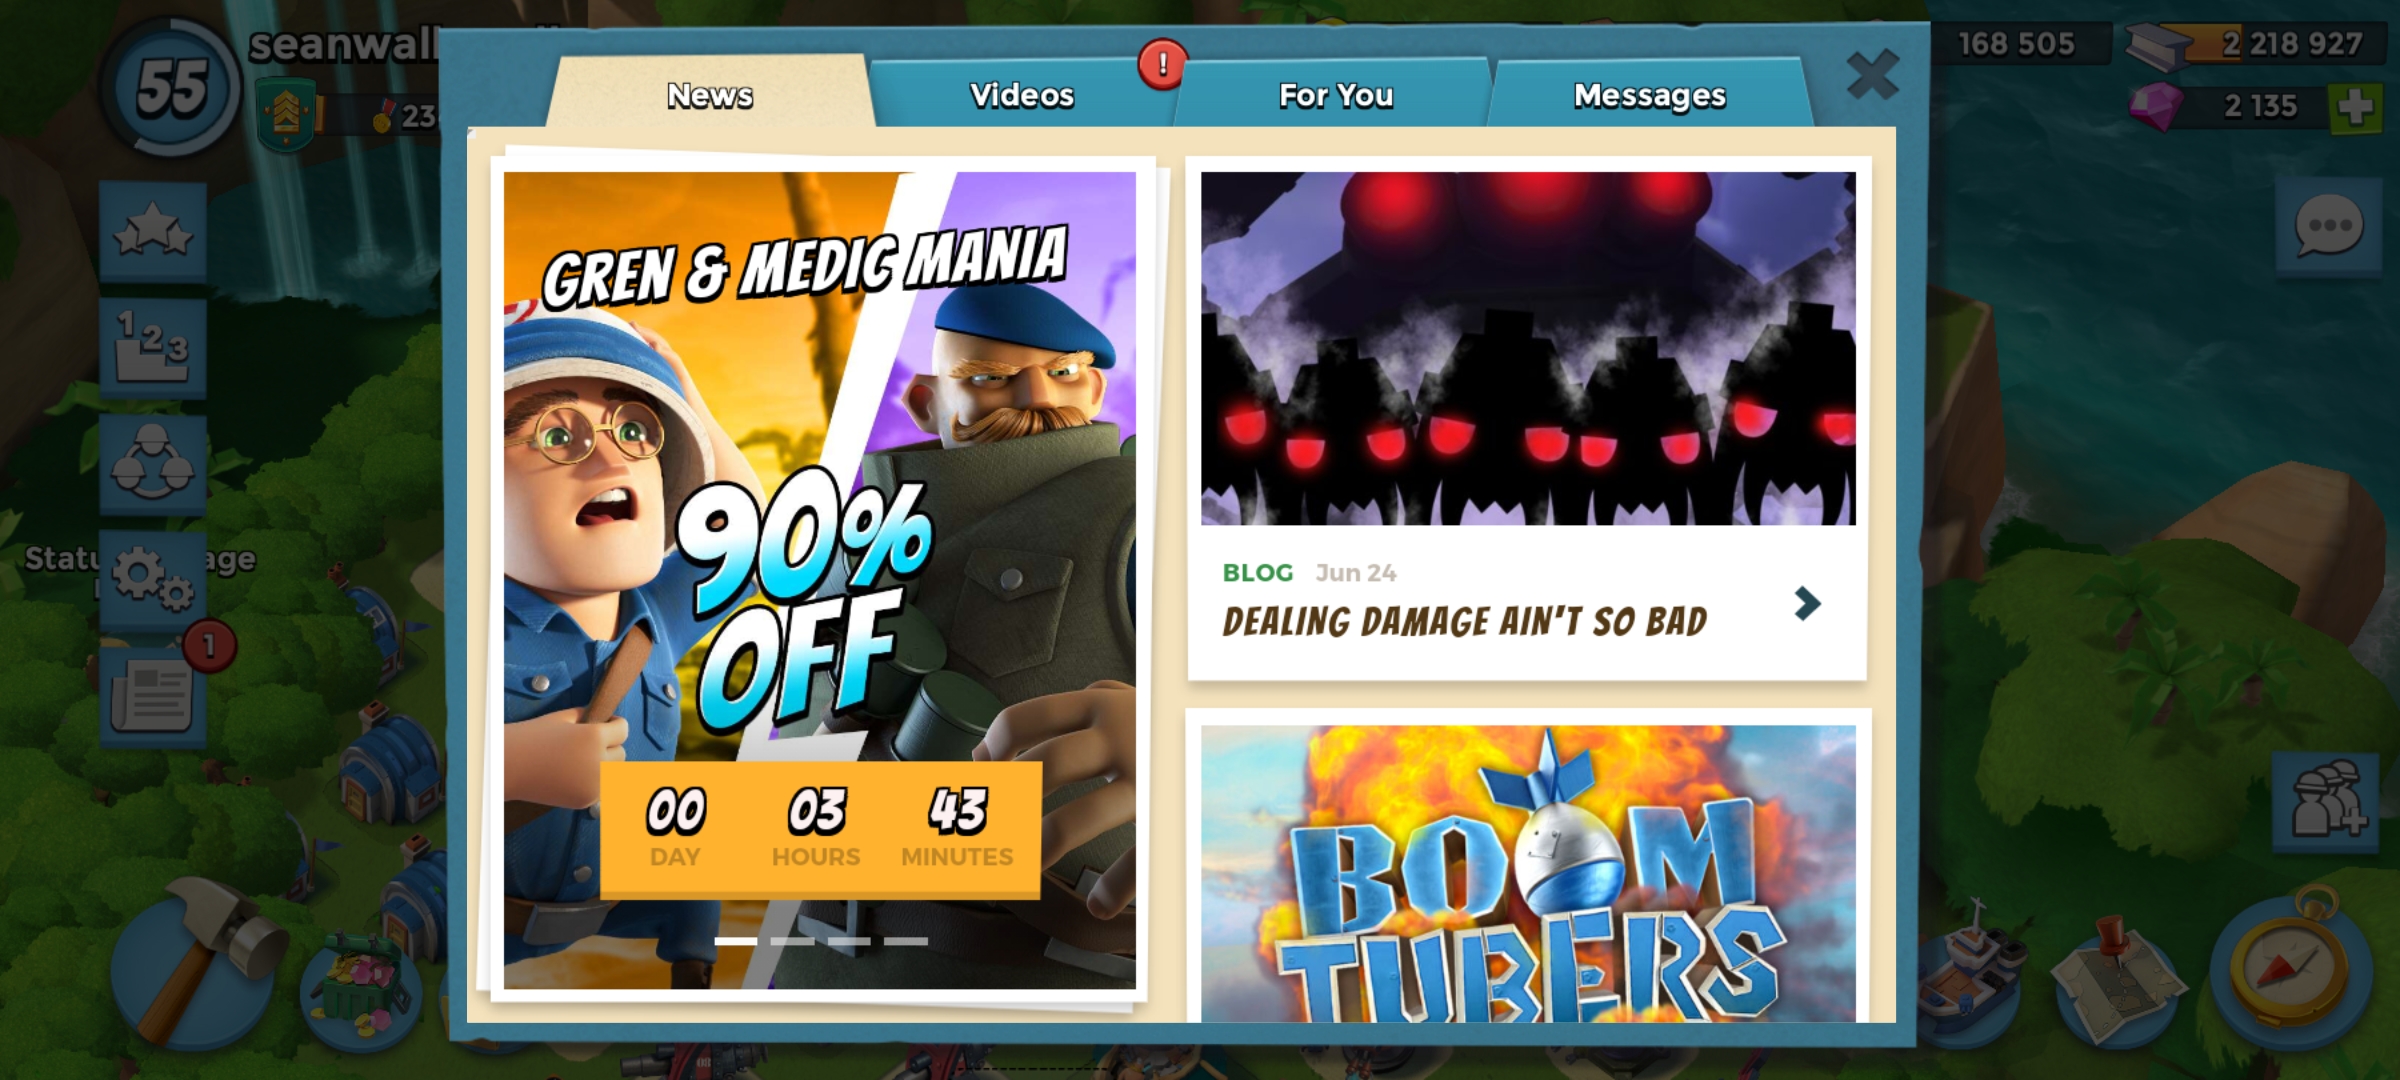 55
seanwall
23
168 505
2 218 927
2 135
News
Videos
!
For You
Messages
GREN & MEDIC MANIA
90%
OFF
00
03
43
DAY
HOURS
MINUTES
BLOG
Jun 24
DEALING DAMAGE AIN'T SO BAD
BOOM
TUBERS
123
1